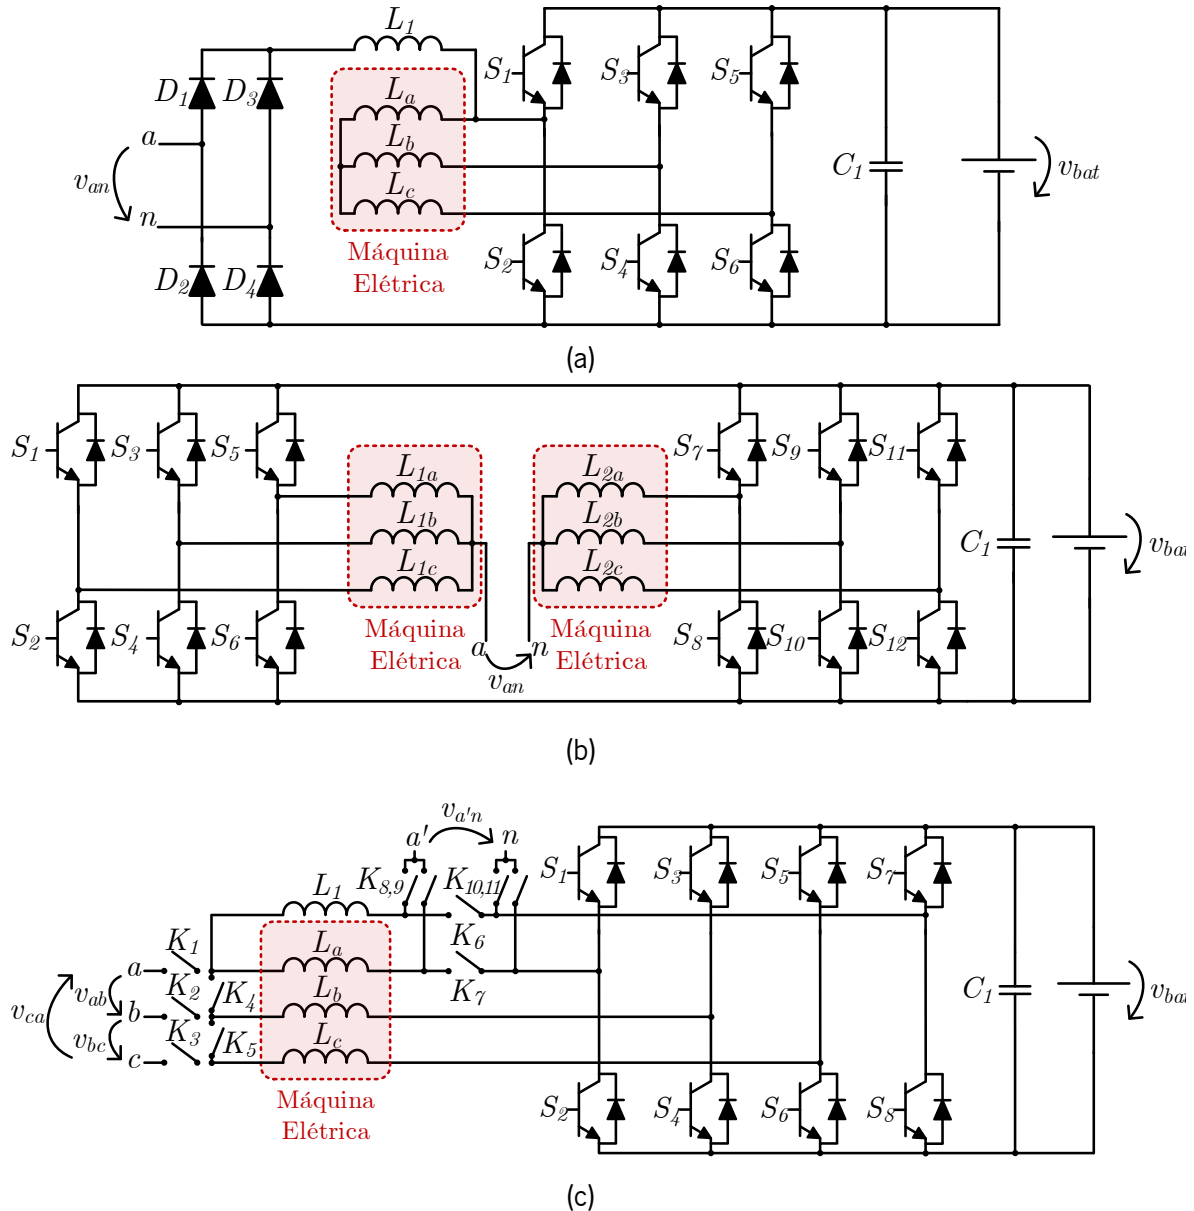 L1
S1 S3 S5
D1 D3 La
a Lb C1 vbat
van Lc
n
Máquina
Elétrica
S2 S4 S6
D2 D4
(a)
S1 S3 S5 S7 S9 S11
L1a L2a
L1b L2b C1 vbat
L1c L2c
S2 S4 S6 Máquina Máquina S8 S10 S12
Elétrica a n Elétrica
van
(b)
va'n
a' n
S1 S3 S5 S7
K8,9 K10,11
L1
K1 La K6
a K7
vab K2 K4 Lb C1 vbat
vca b
vbc K3 K5 Lc
c
Máquina
Elétrica
S2 S4 S6 S8
(c)